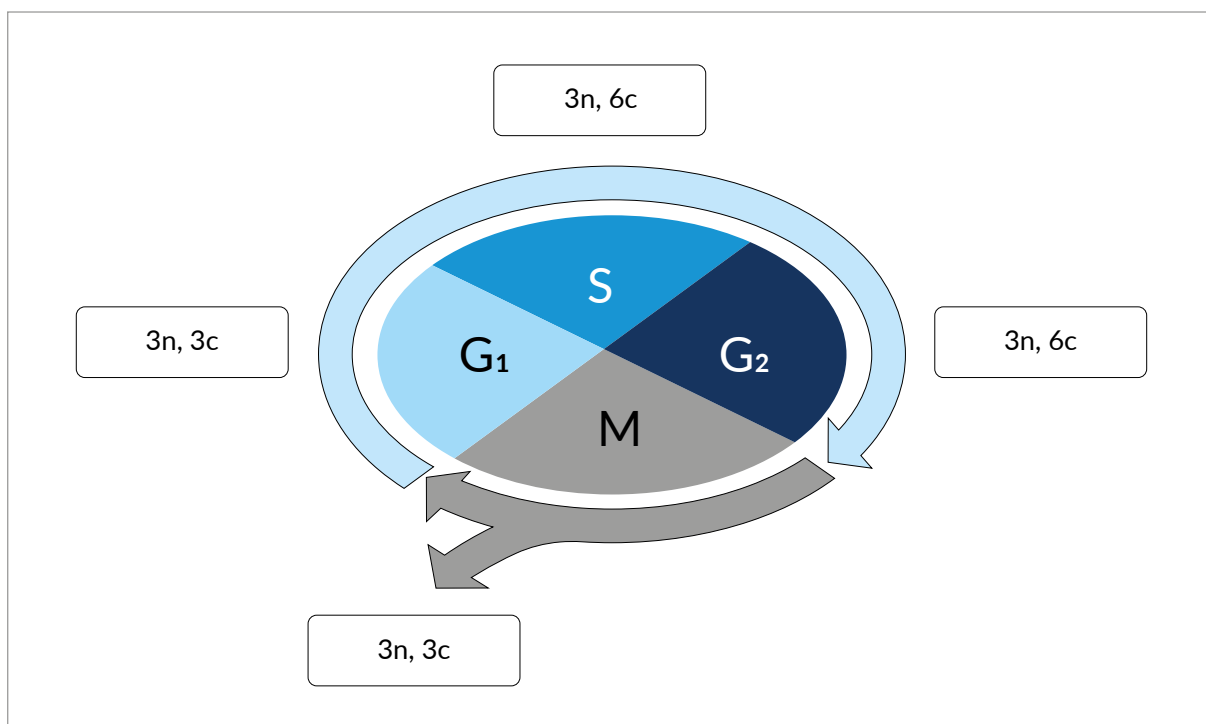 3n, 6c
S
3n, 3c
G₁
G₂
3n, 6c
M
3n, 3c